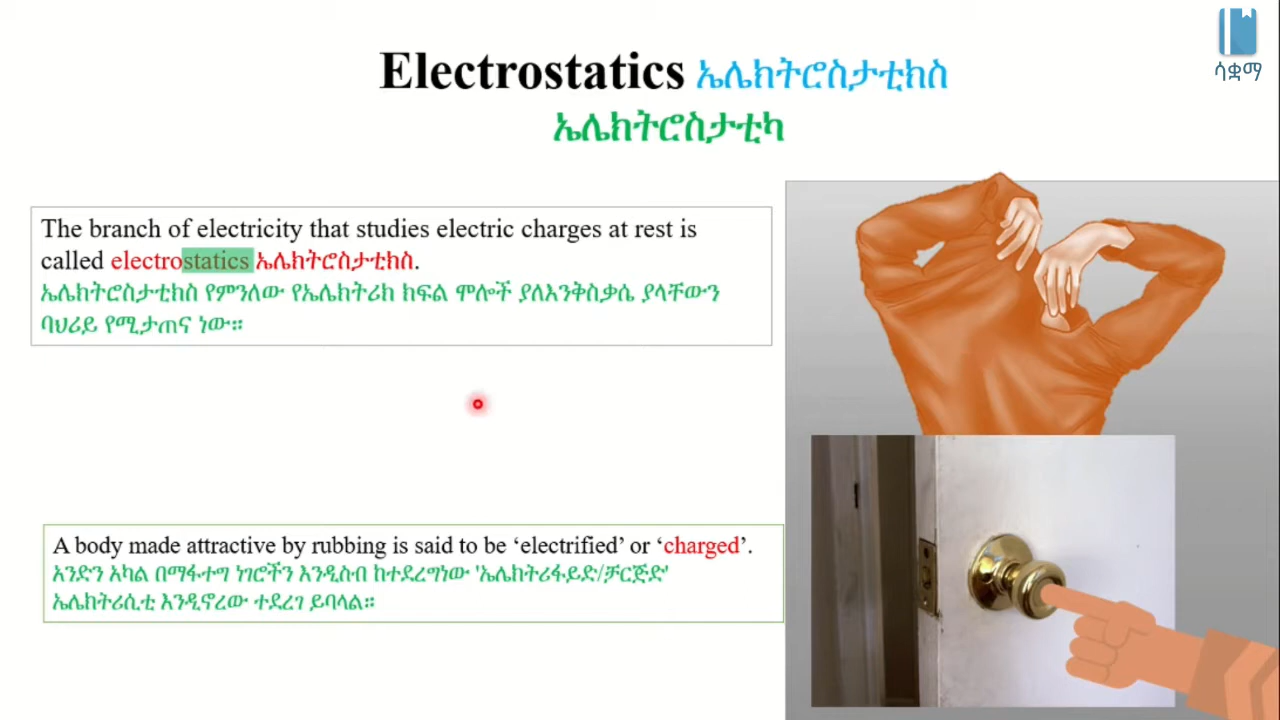 ሳቋማ
Electrostatics ኤሌክትሮስታቲክስ
ኤሌክትሮስታቲካ
The branch of electricity that studies electric charges at rest is
called electrostatics ኤሌክትሮስታቲክስ.
ኤሌክትሮስታቲክስ የምንለው የኤሌክትሪክ ክፍል ሞሎች ያለእንቅስቃሴ ያላቸውን
ባህሪይ የሚታጠና ነው።
A body made attractive by rubbing is said to be ‘electrified’ or ‘charged’.
አንድን አካል በማፋተግ ነገሮችን እንዲስብ ከተደረግነው 'ኤሌክትሪፋይድ/ቻርጅድ'
ኤሌክትሪሲቲ እንዲኖረው ተደረገ ይባላል።